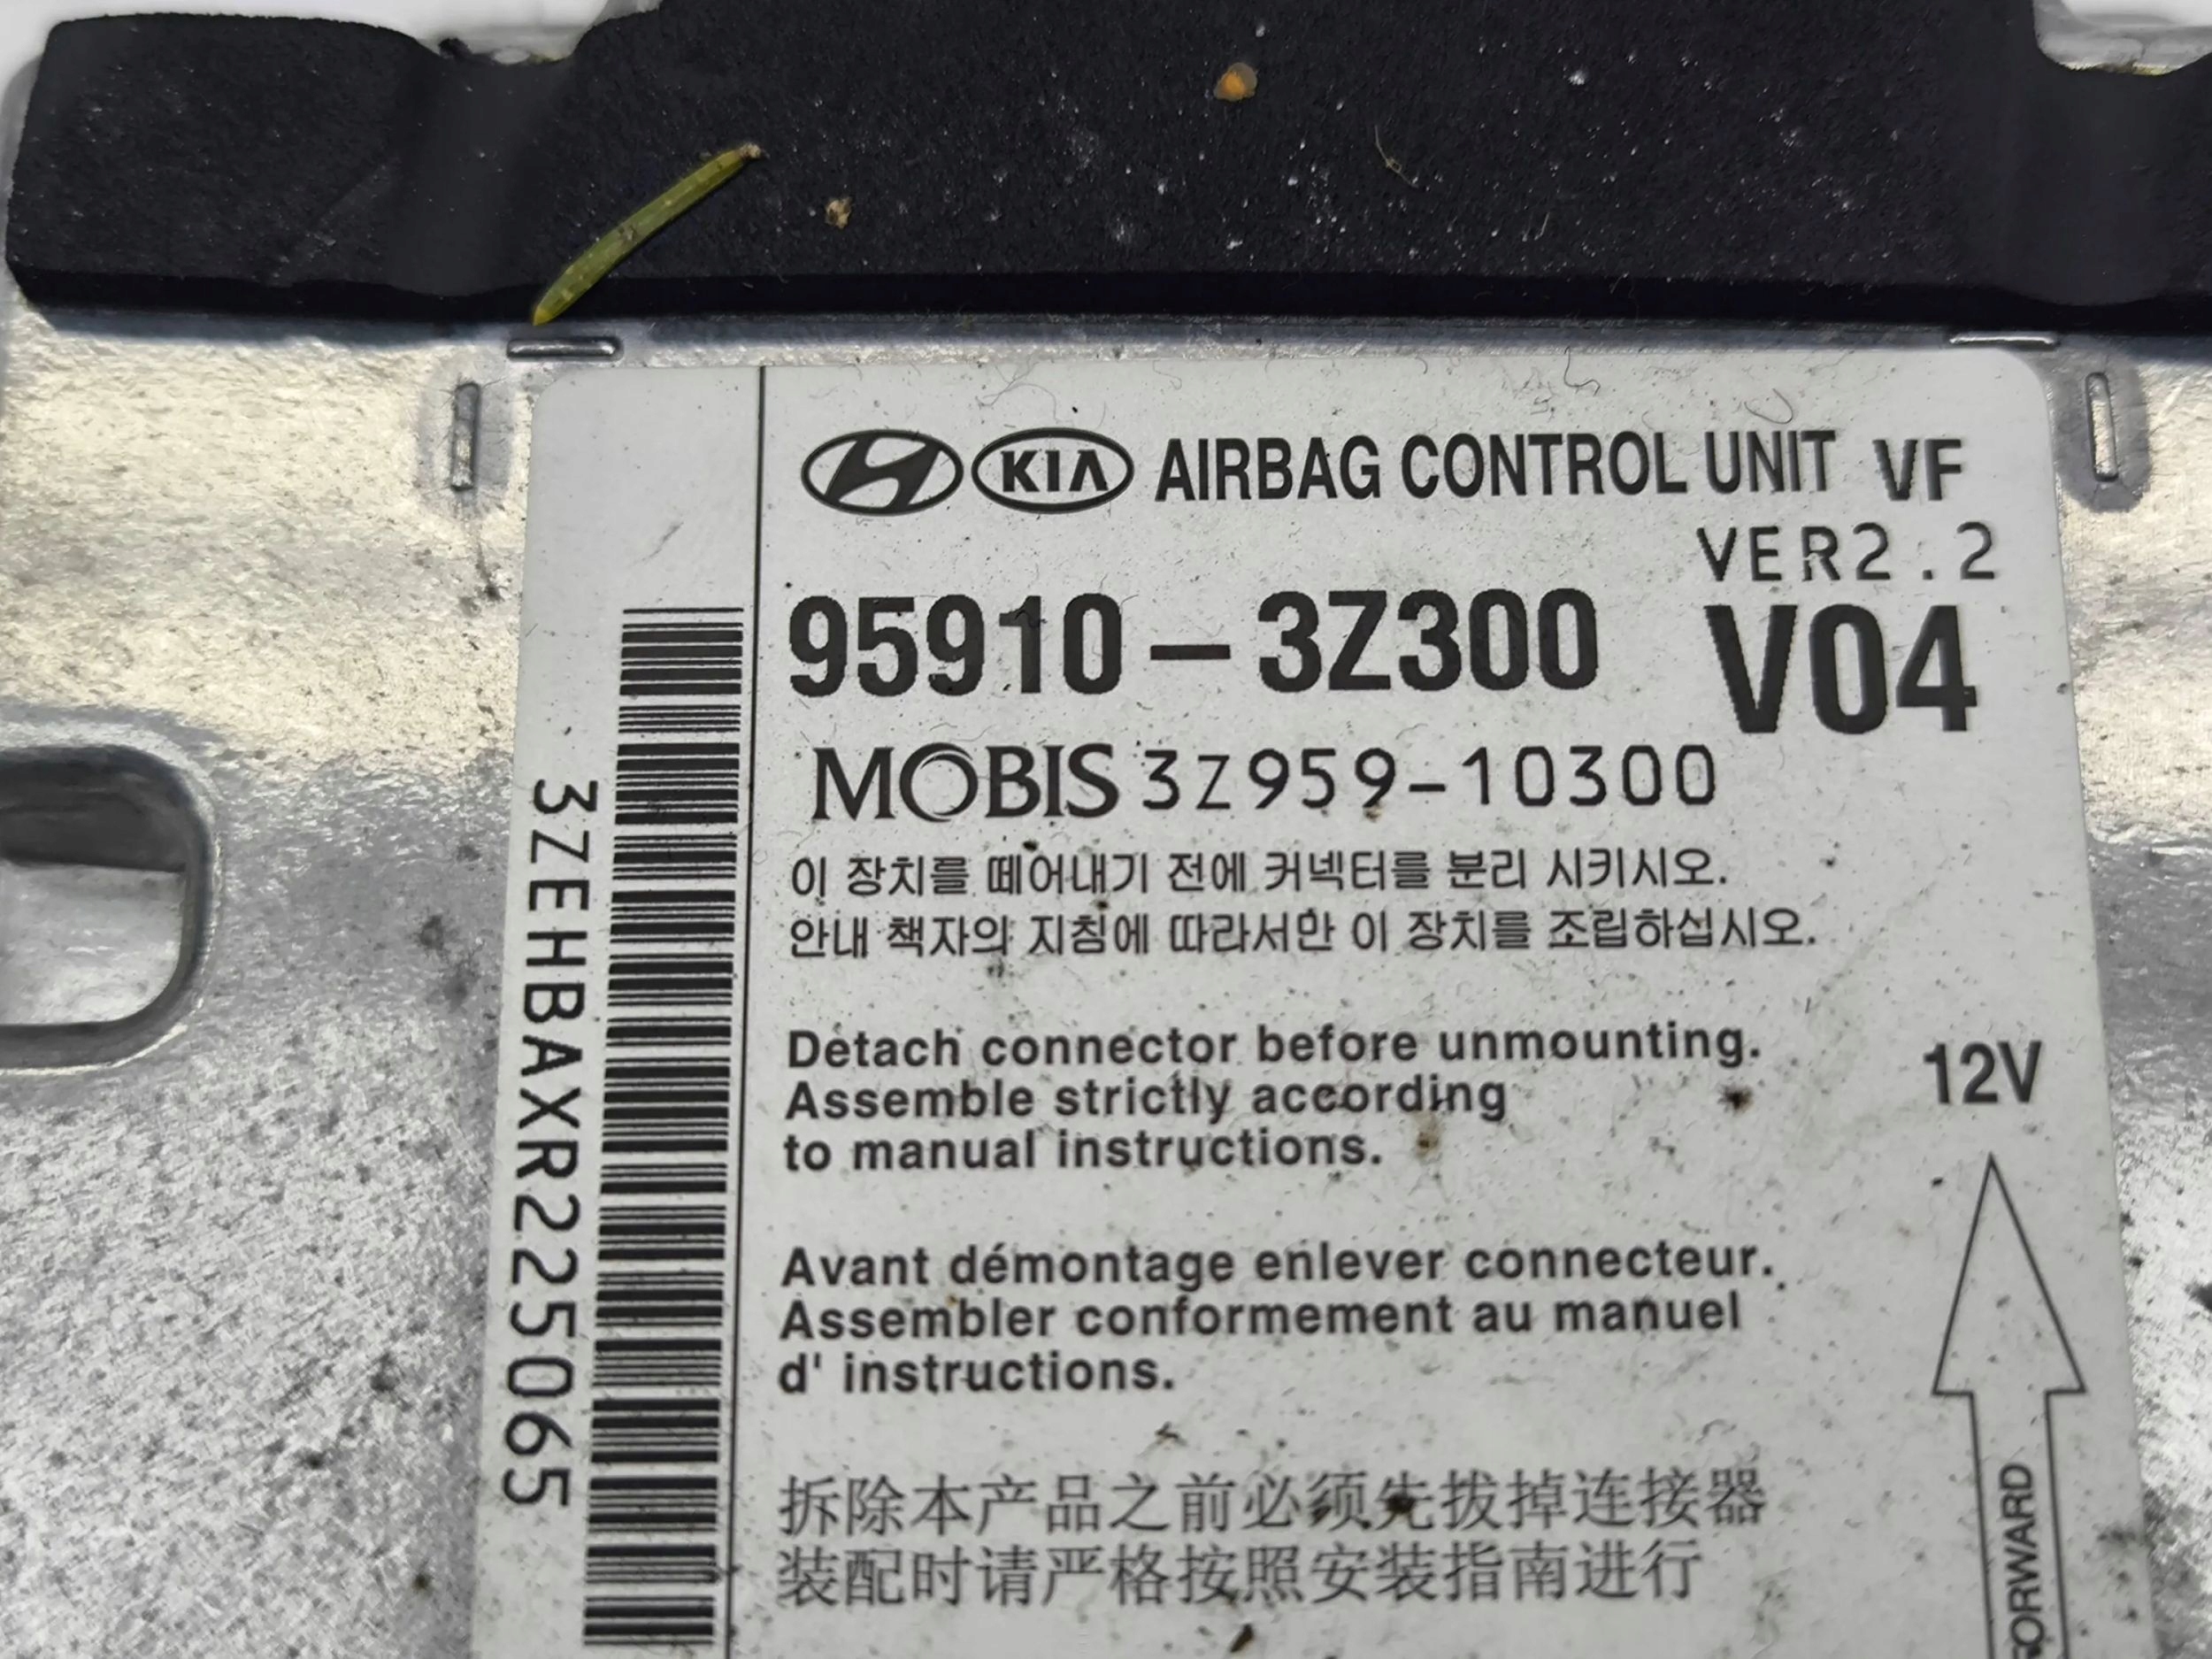 KIA AIRBAG CONTROL UNIT VF
VER2.2
95910-3Z300 V04
MOBIS 3Z959-10300
이 장치를 떼어내기 전에 커넥터를 분리 시키시오.
안내 책자의 지침에 따라서만 이 장치를 조립하십시오.
Detach connector before unmounting.
Assemble strictly according
to manual instructions.
12V
Avant démontage enlever connecteur.
Assembler conformement au manuel
d' instructions.
拆除本产品之前必须先拔掉连接器
装配时请严格按照安装指南进行
FORWARD
3ZEHBAXR225065